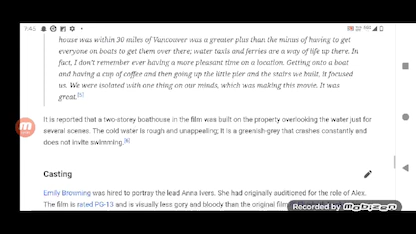 7:45
house was within 30 miles of Vancouver was a greater plus than the minus of having to get
everyone on boats to get them over there; water taxis and ferries are a way of life up there. In
fact, I don't remember ever having a more pleasant time on a location. Getting onto a boat
and having a cup of coffee and then going up the little pier and the stairs we built, it focused
us. We were isolated with one thing on our minds, which was making this movie. It was
great.[5]
It is reported that a two-storey boathouse in the film was built on the property overlooking the water just for
several scenes. The cold water is rough and unappealing; it is a greenish-grey that crashes constantly and
does not invite swimming.[6]
Casting
Emily Browning was hired to portray the lead Anna Ivers. She had originally auditioned for the role of Alex.
The film is rated PG-13 and is visually less gory and bloody than the original film
Recorded by Mobizen